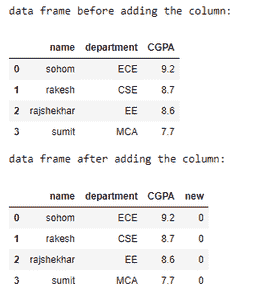 data frame before adding the column:
name department CGPA
0 sohom ECE 9.2
1 rakesh CSE 8.7
2 rajshekhar EE 8.6
3 sumit MCA 7.7
data frame after adding the column:
name department CGPA new
0 sohom ECE 9.2 0
1 rakesh CSE 8.7 0
2 rajshekhar EE 8.6 0
3 sumit MCA 7.7 0